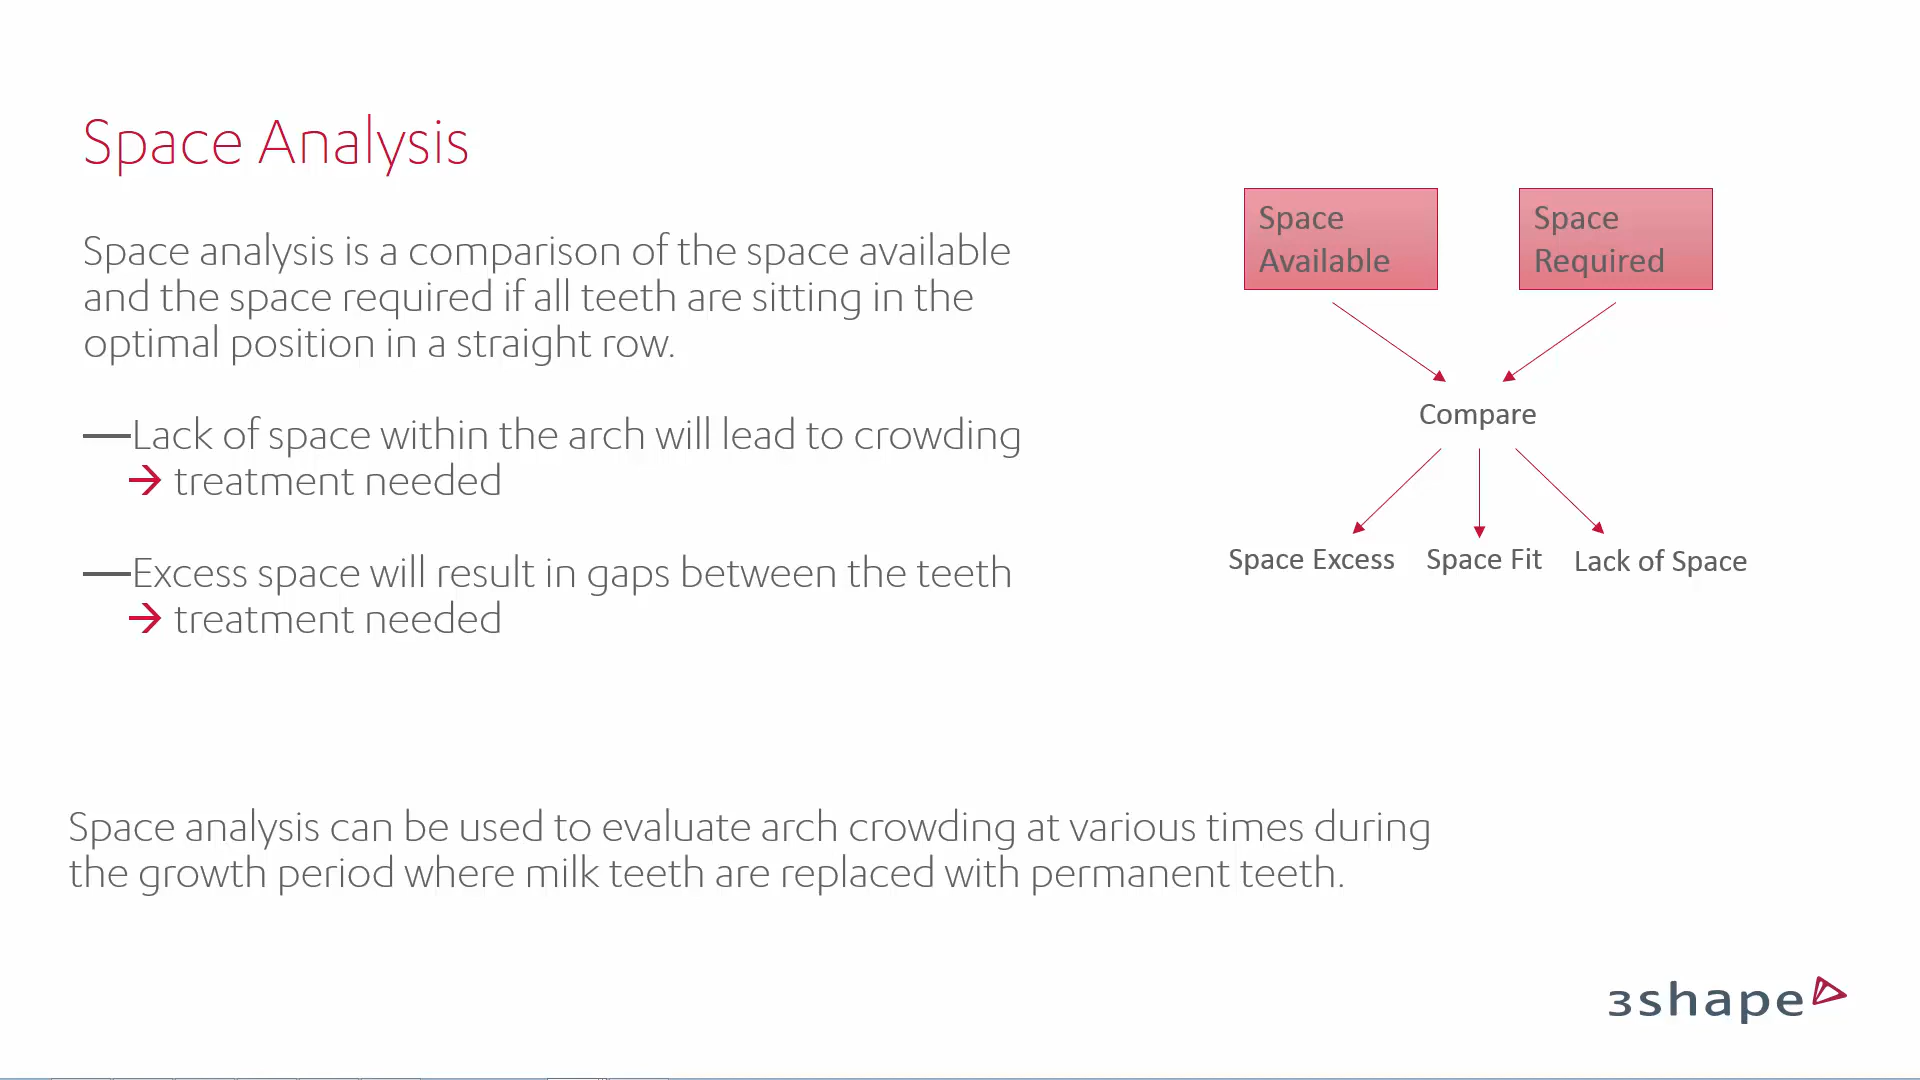 Space Analysis
Space analysis is a comparison of the space available
and the space required if all teeth are sitting in the
optimal position in a straight row.
—Lack of space within the arch will lead to crowding
→ treatment needed
—Excess space will result in gaps between the teeth
→ treatment needed
Space
Available
Space
Required
Compare
Space Excess
Space Fit
Lack of Space
Space analysis can be used to evaluate arch crowding at various times during
the growth period where milk teeth are replaced with permanent teeth.
3shape